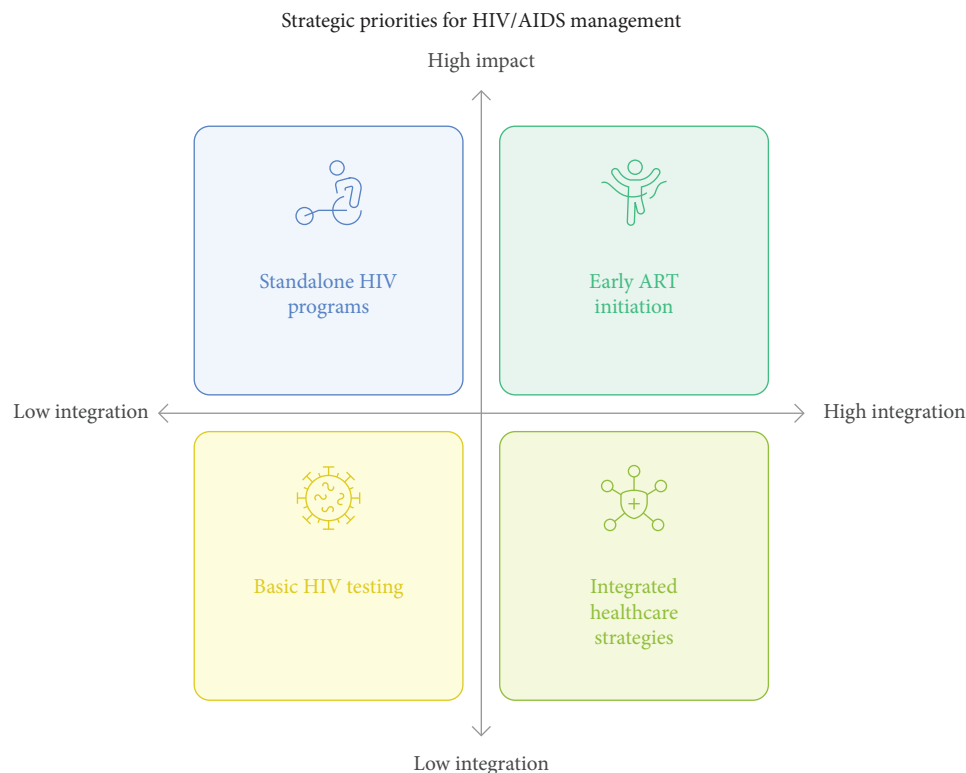 Strategic priorities for HIV/AIDS management
High impact
Standalone HIV
programs
Early ART
initiation
Low integration
High integration
Basic HIV testing
Integrated
healthcare
strategies
Low integration